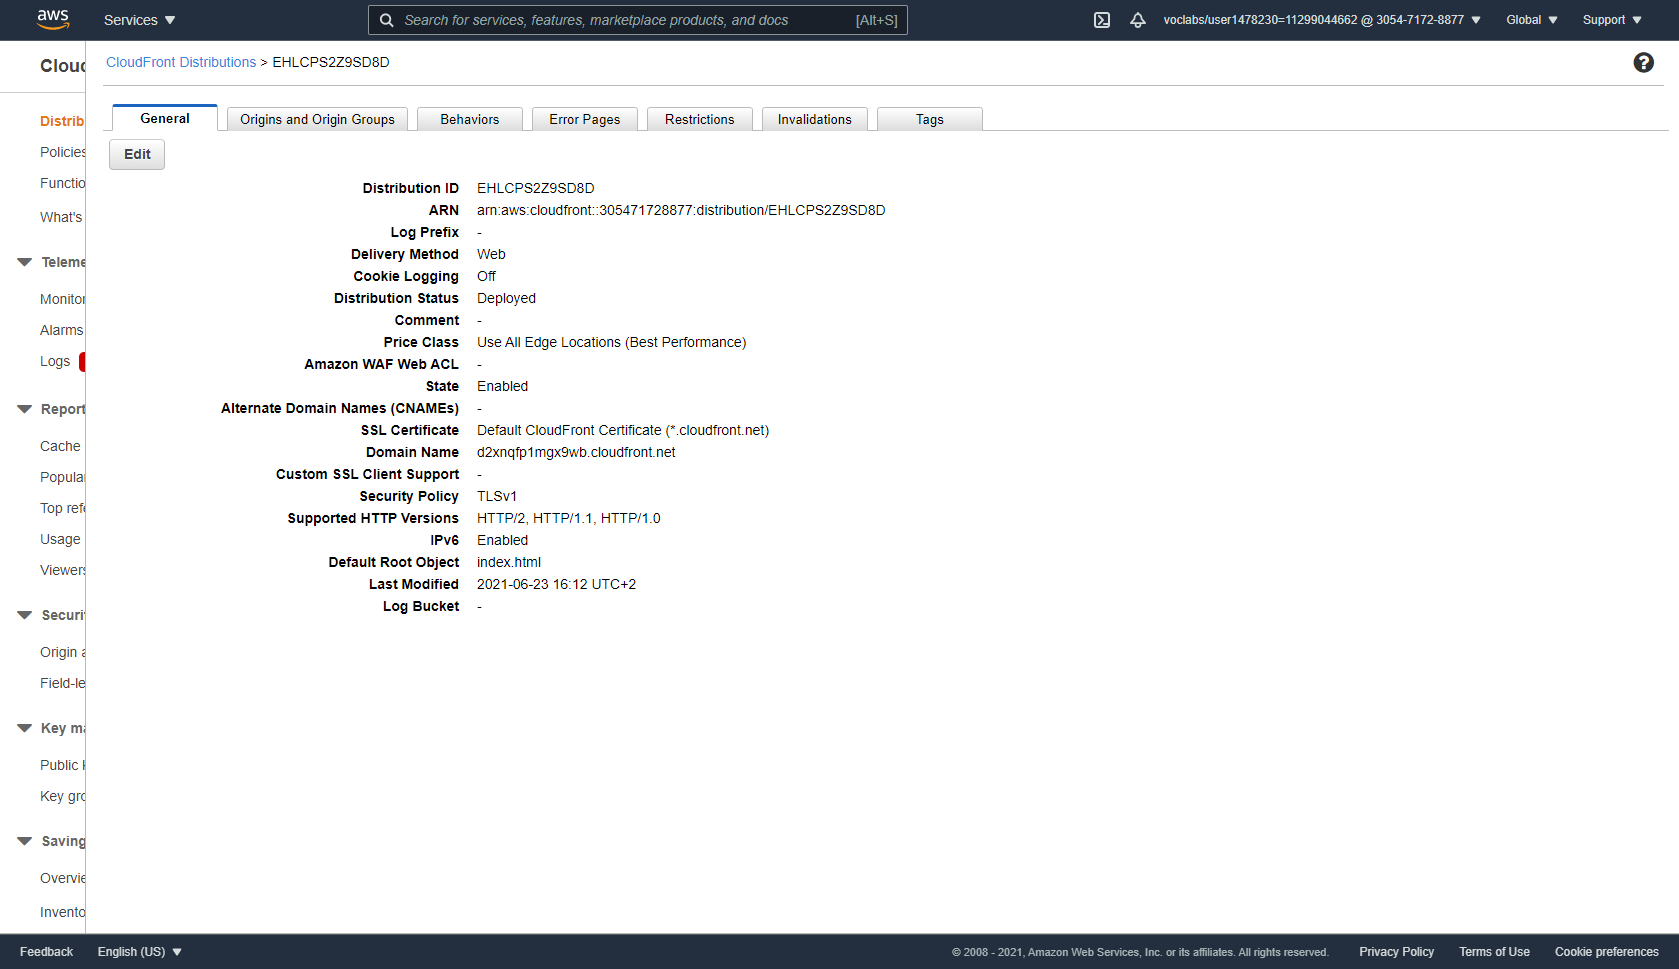 aws
Services
Search for services, features, marketplace products, and docs
[Alt+S]
voclabs/user1478230=11299044662 @ 3054-7172-8877
Global
Support
Cloud
Distrib
Policies
Functio
What's
Teleme
Monitor
Alarms
Logs
Report
Cache
Popular
Top refe
Usage
Viewers
Securi
Origin a
Field-le
Key ma
Public k
Key gro
Saving
Overvie
Invento
CloudFront Distributions > EHLCPS2Z9SD8D
General
Origins and Origin Groups
Behaviors
Error Pages
Restrictions
Invalidations
Tags
Edit
Distribution ID EHLCPS2Z9SD8D
ARN arn:aws:cloudfront::305471728877:distribution/EHLCPS2Z9SD8D
Log Prefix -
Delivery Method Web
Cookie Logging Off
Distribution Status Deployed
Comment -
Price Class Use All Edge Locations (Best Performance)
Amazon WAF Web ACL -
State Enabled
Alternate Domain Names (CNAMEs) -
SSL Certificate Default CloudFront Certificate (*.cloudfront.net)
Domain Name d2xnqfp1mgx9wb.cloudfront.net
Custom SSL Client Support -
Security Policy TLSv1
Supported HTTP Versions HTTP/2, HTTP/1.1, HTTP/1.0
IPv6 Enabled
Default Root Object index.html
Last Modified 2021-06-23 16:12 UTC+2
Log Bucket -
Feedback
English (US)
© 2008 - 2021, Amazon Web Services, Inc. or its affiliates. All rights reserved.
Privacy Policy
Terms of Use
Cookie preferences